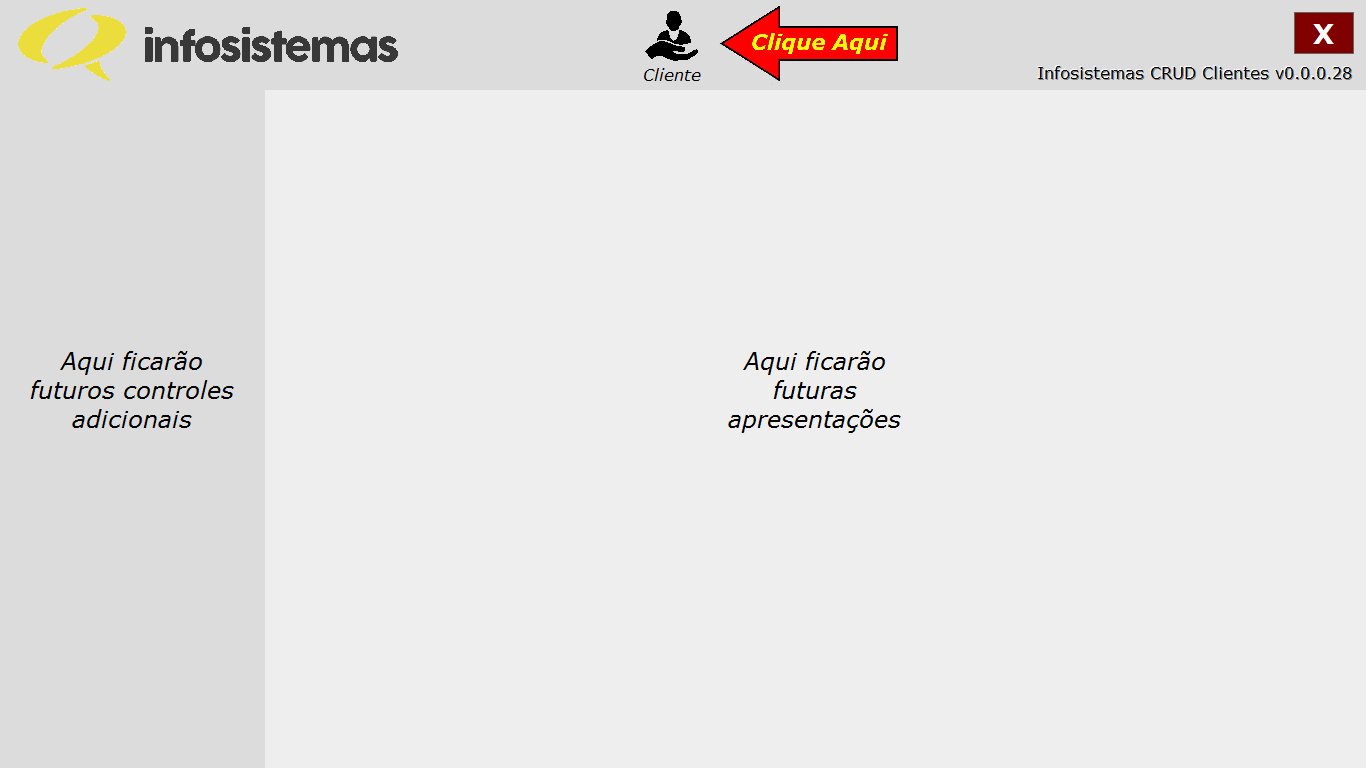 infosistemas
Cliente
Clique Aqui
X
Infosistemas CRUD Clientes v0.0.0.28
Aqui ficarão
futuros controles
adicionais
Aqui ficarão
futuras
apresentações